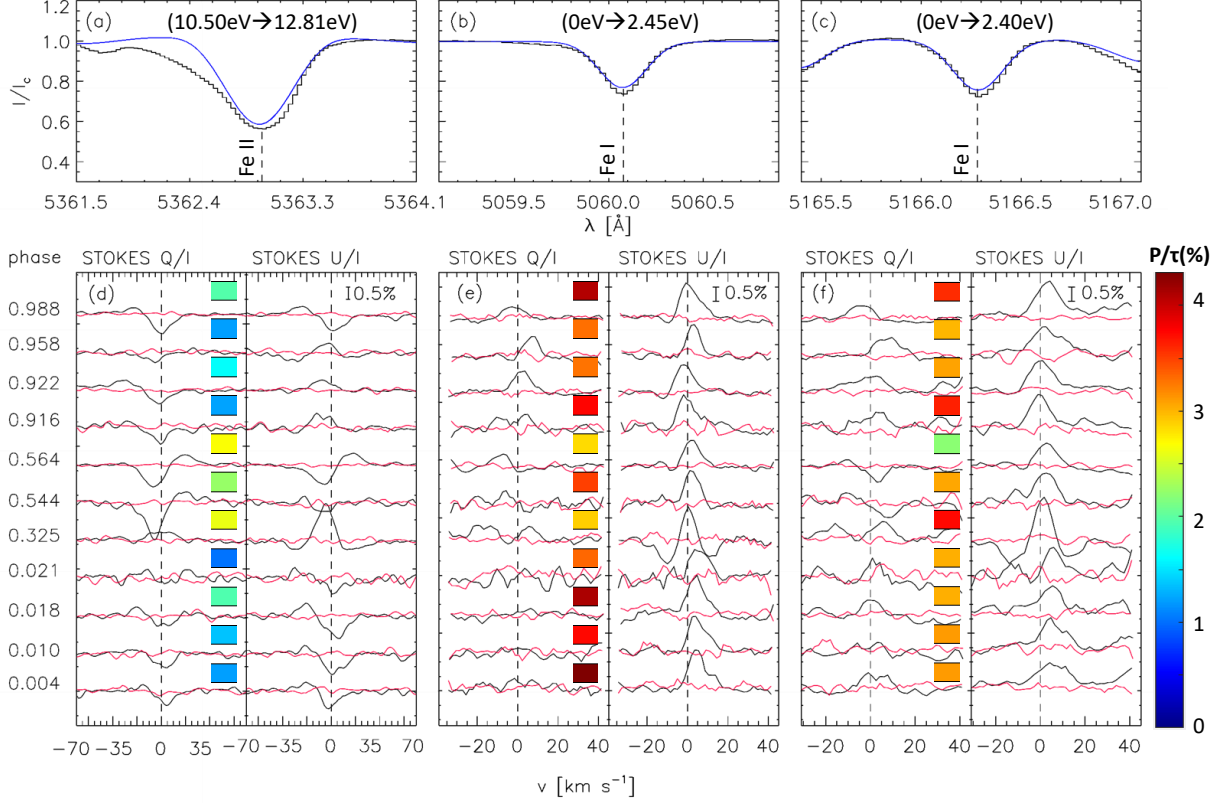 (a) (10.50eV→12.81eV)
(b) (0eV→2.45eV)
(c) (0eV→2.40eV)
I/Ic
1.0
0.8
0.6
0.4
Fe II
Fe I
Fe I
5361.5 5362.4 5363.3 5364.1 5059.5 5060.0 5060.5 5165.5 5166.0 5166.5 5167.0
λ [Å]
phase STOKES Q/I STOKES U/I STOKES Q/I STOKES U/I STOKES Q/I STOKES U/I P/τ(%)
(d) 0.5% (e) 0.5% (f) 0.5%
0.988
0.958
0.922
0.916
0.564
0.544
0.325
0.021
0.018
0.010
0.004
4
3
2
1
0
−70 −35 0 35 −70 −35 0 35 70 −20 0 20 40 −20 0 20 40 −20 0 20 40 −20 0 20 40
v [km s−1]